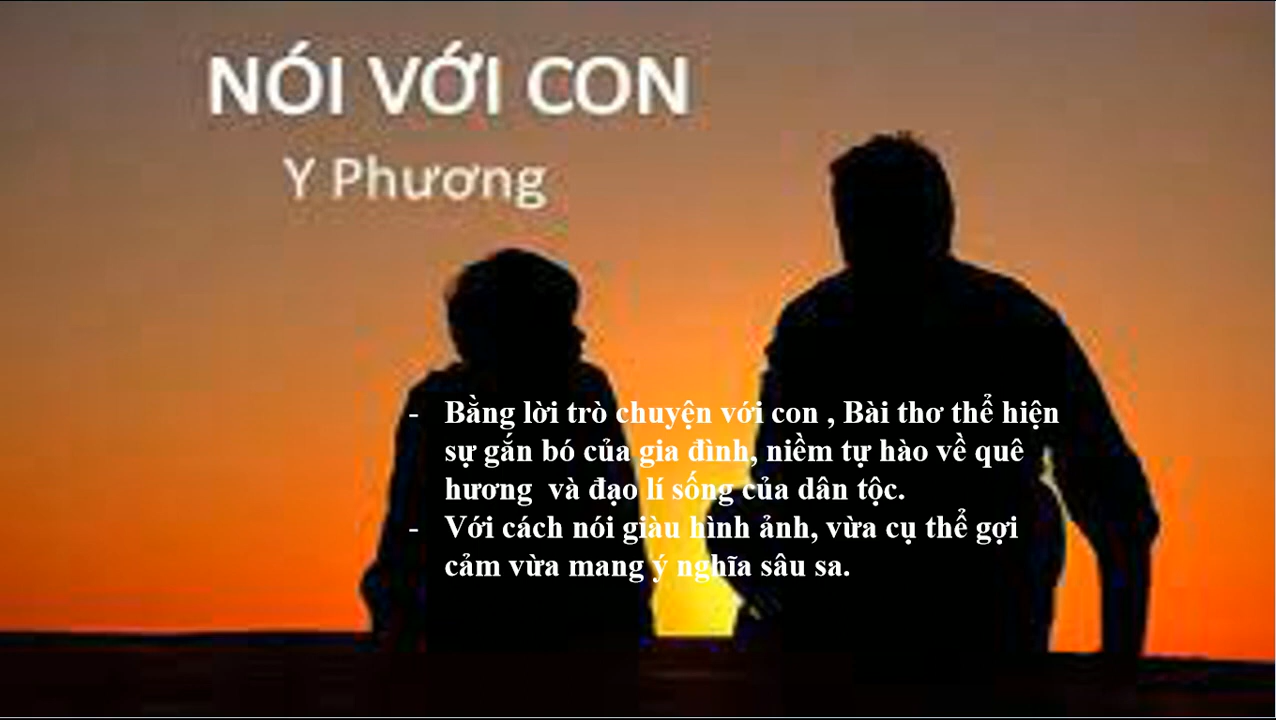 NÓI VỚI CON
Y Phương
- Bằng lời trò chuyện với con , Bài thơ thể hiện
sự gắn bó của gia đình, niềm tự hào về quê
hương  và đạo lí sống của dân tộc.
- Với cách nói giàu hình ảnh, vừa cụ thể gợi
cảm vừa mang ý nghĩa sâu sa.